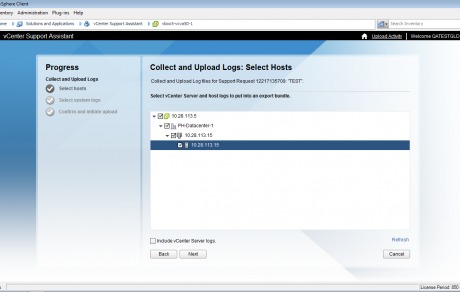 Sphere Client
ventory Administration Plug-ins Help
ome Solutions and Applications vCenter Support Assistant
Search Inventory
vCenter Support Assistant
Upload Activity Welcome QATESTGLD
Progress
Collect and Upload Logs
Select hosts
Select system logs
Confirm and initiate upload
Collect and Upload Logs: Select Hosts
Collect and Upload Log files for Support Request 12217135709: "TEST".
Select vCenter Server and host logs to put into an export bundle.
10.28.113.5
PH-Datacenter-1
10.28.113.15
10.28.113.15
Include vCenter Server logs.
Refresh
Back Next Cancel
License Period: 850